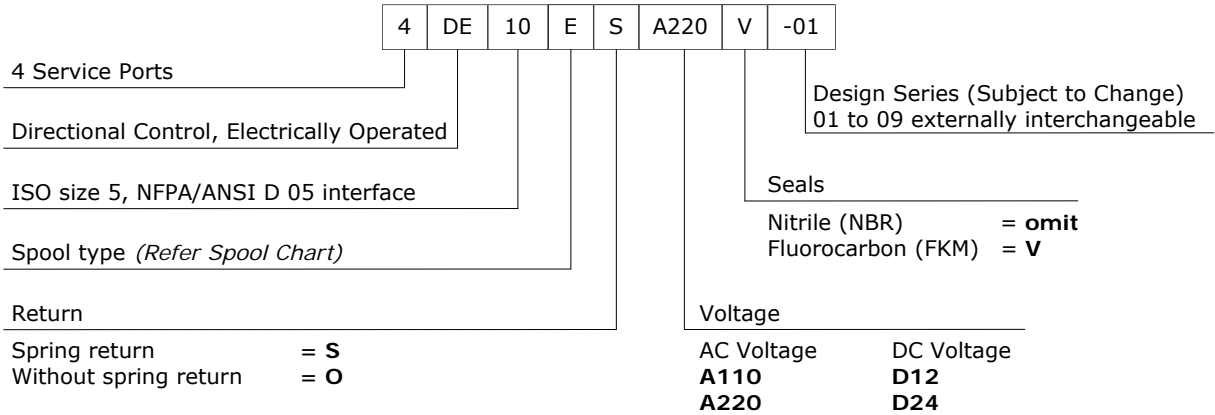 4 DE 10 E S A220 V -01
4 Service Ports
Directional Control, Electrically Operated
ISO size 5, NFPA/ANSI D 05 interface
Spool type (Refer Spool Chart)
Return
Spring return = S
Without spring return = O
Design Series (Subject to Change)
01 to 09 externally interchangeable
Seals
Nitrile (NBR) = omit
Fluorocarbon (FKM) = V
Voltage
AC Voltage DC Voltage
A110 D12
A220 D24